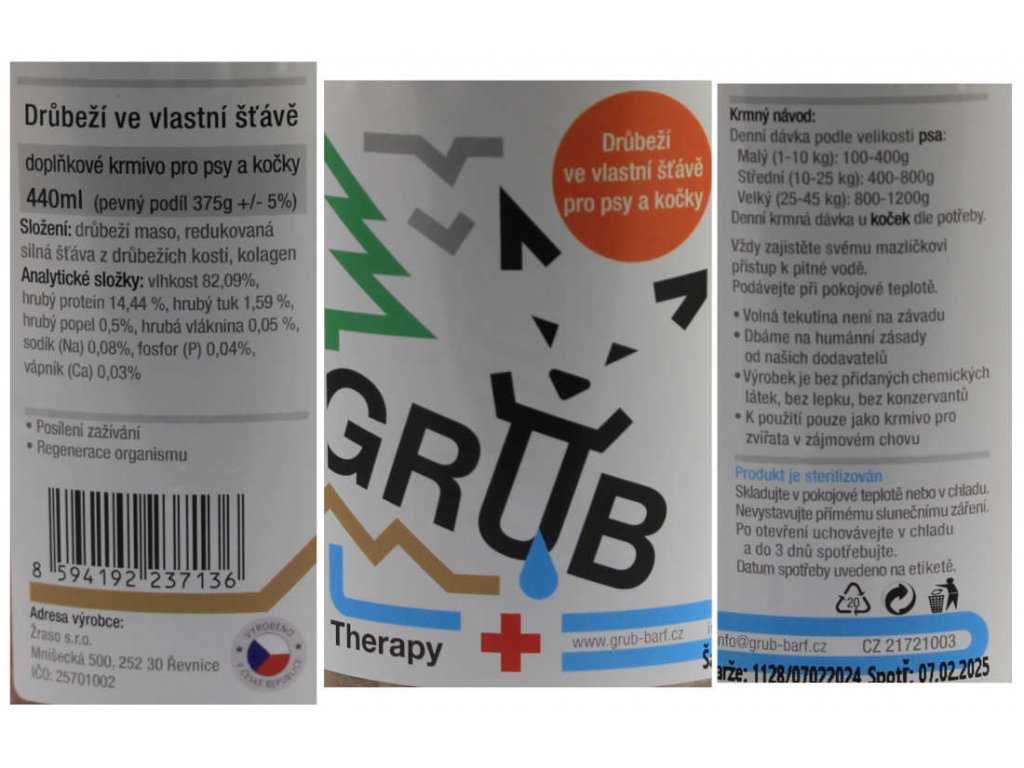 Drůbeží ve vlastní šťávě
doplňkové krmivo pro psy a kočky
440ml (pevný podíl 375g +/- 5%)
Složení: drůbeží maso, redukovaná
silná šťáva z drůbežích kostí, kolagen
Analytické složky: vlhkost 82,09%,
hrubý protein 14,44 %, hrubý tuk 1,59 %,
hrubý popel 0,5%, hrubá vláknina 0,05 %,
sodík (Na) 0,08%, fosfor (P) 0,04%,
vápník (Ca) 0,03%
• Posílení zažívání
• Regenerace organismu
8 594192 237136
Adresa výrobce:
Žraso s.r.o.
Mníšecká 500, 252 30 Řevnice
IČO: 25701002
VYROBENO
V ČESKÉ REPUBLICE
Drůbeží
ve vlastní šťávě
pro psy a kočky
GRUB
Therapy
www.grub-barf.cz
Krmný návod:
Denní dávka podle velikosti psa:
Malý (1-10 kg): 100-400g
Střední (10-25 kg): 400-800g
Velký (25-45 kg): 800-1200g
Denní krmná dávka u koček dle potřeby.
Vždy zajistěte svému mazlíčkovi
přístup k pitné vodě.
Podávejte při pokojové teplotě.
• Volná tekutina není na závadu
• Dbáme na humánní zásady
od našich dodavatelů
• Výrobek je bez přidaných chemických
látek, bez lepku, bez konzervantů
• K použití pouze jako krmivo pro
zvířata v zájmovém chovu
Produkt je sterilizován
Skladujte v pokojové teplotě nebo v chladu.
Nevystavujte přímému slunečnímu záření.
Po otevření uchovávejte v chladu
a do 3 dnů spotřebujte.
Datum spotřeby uvedeno na etiketě.
20
info@grub-barf.cz CZ 21721003
arže: 1128/07022024 Spotř: 07.02.2025